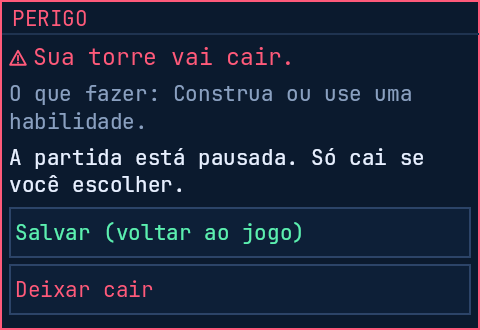 PERIGO
⚠ Sua torre vai cair.
O que fazer: Construa ou use uma
habilidade.
A partida está pausada. Só cai se
você escolher.
Salvar (voltar ao jogo)
Deixar cair